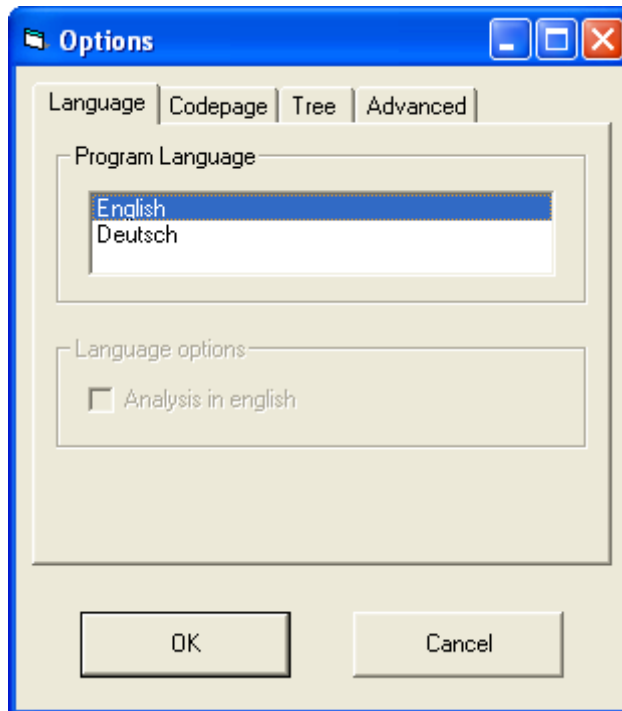 Options
Language Codepage Tree Advanced
Program Language
English
Deutsch
Language options
Analysis in english
OK Cancel